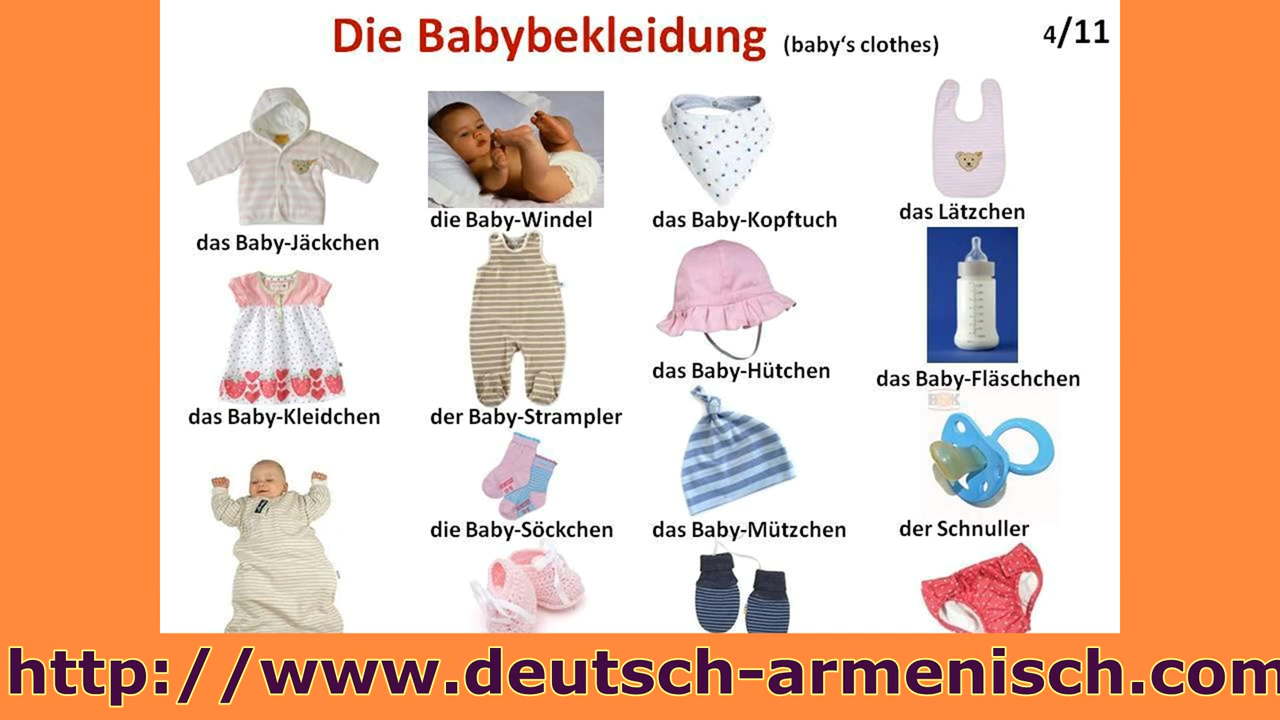 Die Babybekleidung (baby‘s clothes)
4/11
die Baby-Windel
das Baby-Kopftuch
das Lätzchen
das Baby-Jäckchen
das Baby-Hütchen
das Baby-Fläschchen
das Baby-Kleidchen
der Baby-Strampler
die Baby-Söckchen
das Baby-Mützchen
der Schnuller
http://www.deutsch-armenisch.com